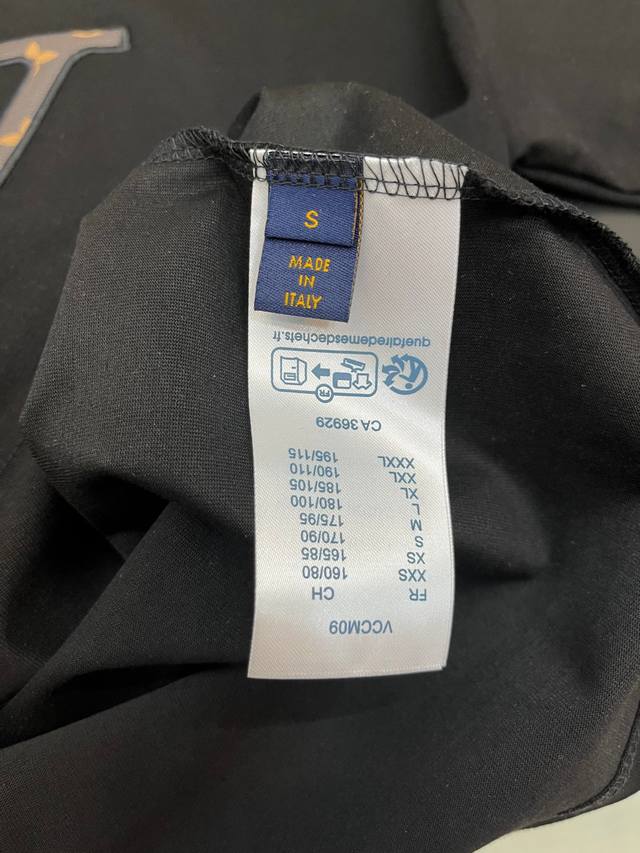 S
MADE
IN
ITALY
VCCM09
FR CH
XXS 160/80
XS 165/85
S 170/90
M 175/95
L 180/100
XL 185/105
XXL 190/110
XXXL 195/115
CA 36929
FR
quefairedemesdechets.fr